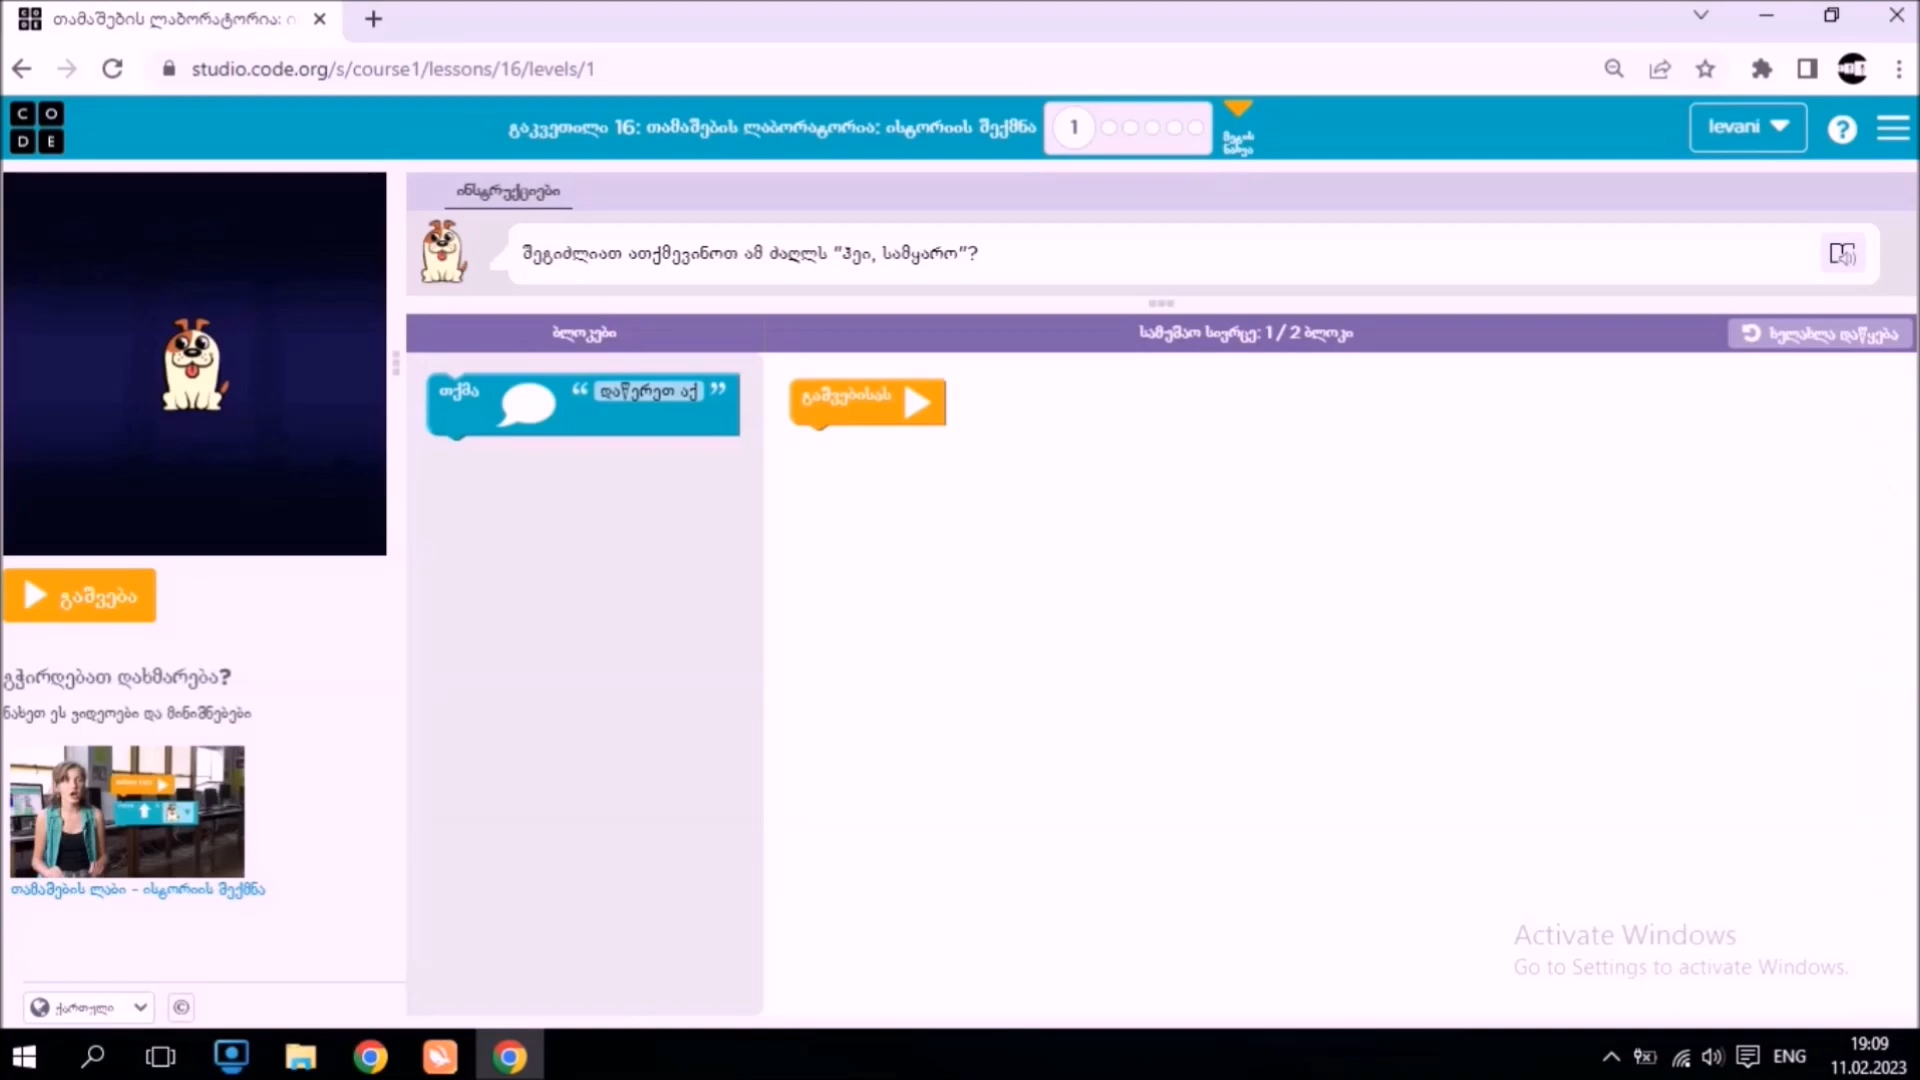 თამაშების ლაბორატორია: ი
studio.code.org/s/course1/lessons/16/levels/1
C O
D E
გაკვეთილი 16: თამაშების ლაბორატორია: ისტორიის შექმნა
1
მეტის
ნახვა
levani
?
ინსტრუქციები
შეგიძლიათ ათქმევინოთ ამ ძაღლს "ჰეი, სამყარო"?
ბლოკები
სამუშაო სივრცე: 1 / 2 ბლოკი
ხელახლა დაწყება
თქმა “ დაწერეთ აქ ”
გაშვებისას
გაშვება
გჭირდებათ დახმარება?
ნახეთ ეს ვიდეოები და მინიშნებები
თამაშების ლაბი - ისტორიის შექმნა
Activate Windows
Go to Settings to activate Windows.
ქართული
©
ENG
19:09
11.02.2023